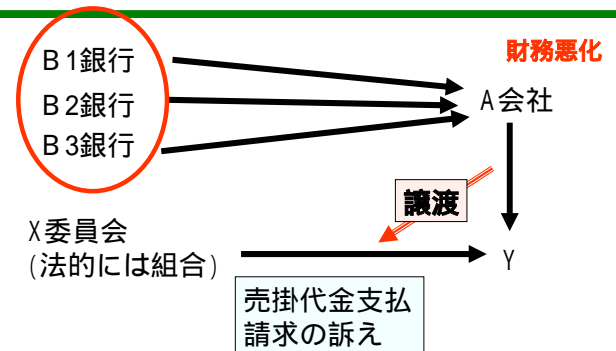 B1銀行
B2銀行
B3銀行
財務悪化
A会社
譲渡
X委員会
(法的には組合)
Y
売掛代金支払
請求の訴え